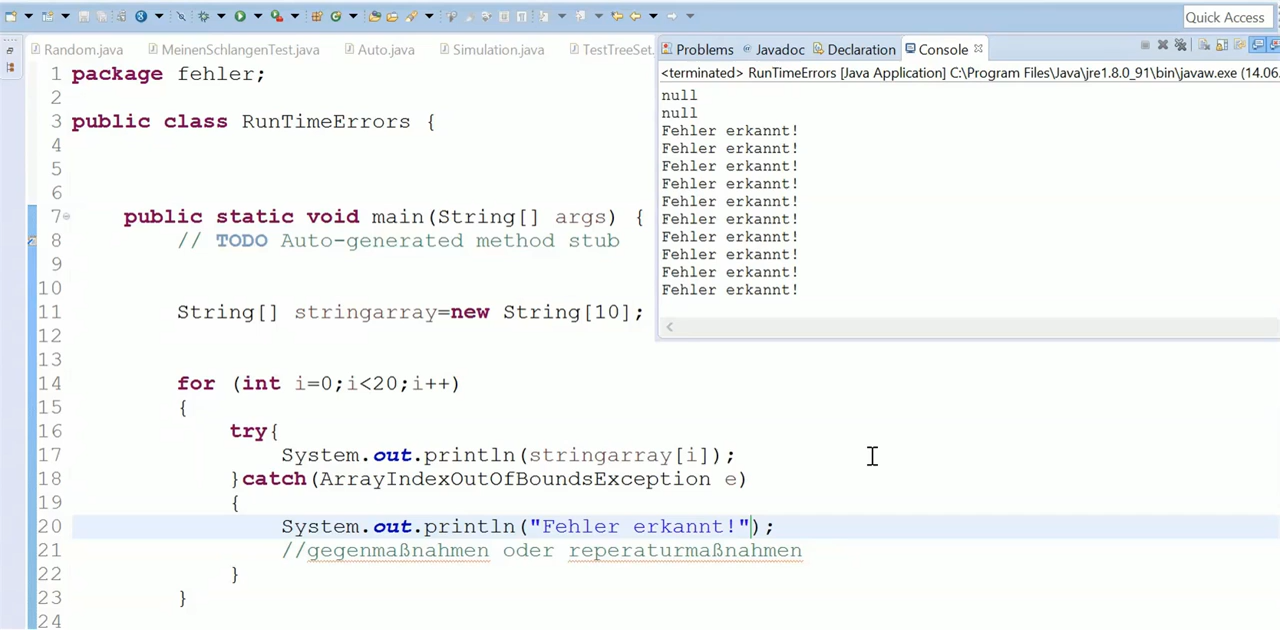 Quick Access
Random.java MeinenSchlangenTest.java Auto.java Simulation.java TestTreeSet.
Problems @ Javadoc Declaration Console
<terminated> RunTimeErrors [Java Application] C:\Program Files\Java\jre1.8.0_91\bin\javaw.exe (14.06.
null
null
Fehler erkannt!
Fehler erkannt!
Fehler erkannt!
Fehler erkannt!
Fehler erkannt!
Fehler erkannt!
Fehler erkannt!
Fehler erkannt!
Fehler erkannt!
Fehler erkannt!
1 package fehler;
2
3 public class RunTimeErrors {
4
5
6
7 public static void main(String[] args) {
8 // TODO Auto-generated method stub
9
10
11 String[] stringarray=new String[10];
12
13
14 for (int i=0;i<20;i++)
15 {
16 try{
17 System.out.println(stringarray[i]);
18 }catch(ArrayIndexOutOfBoundsException e)
19 {
20 System.out.println("Fehler erkannt!");
21 //gegenmaßnahmen oder reperaturmaßnahmen
22 }
23 }
24